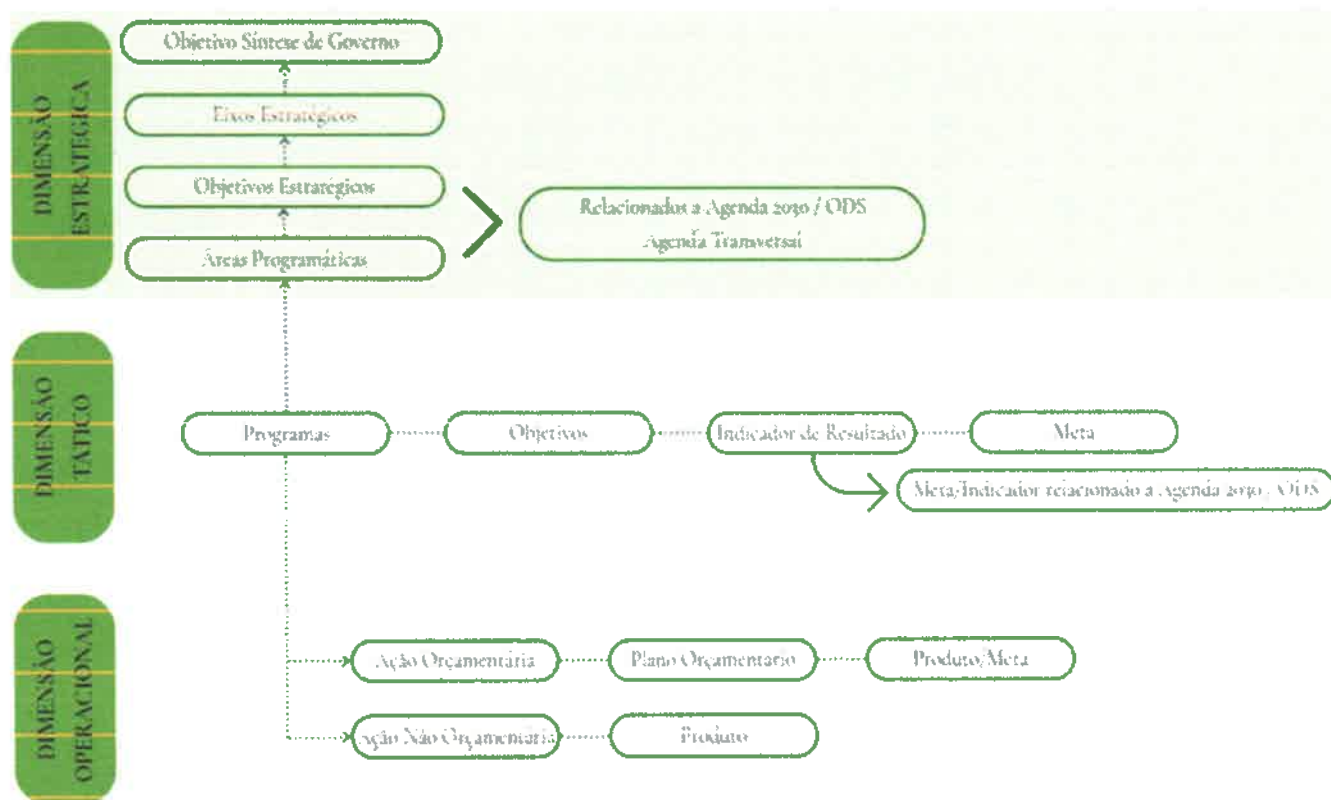 DIMENSÃO
ESTRATÉGICA
Objetivo Síntese de Governo
Eixos Estratégicos
Objetivos Estratégicos
Áreas Programáticas
Relacionados a Agenda 2030 / ODS
Agenda Transversal
DIMENSÃO
TÁTICO
Programas
Objetivos
Indicador de Resultado
Meta
Meta/Indicador relacionado a Agenda 2030 / ODS
DIMENSÃO
OPERACIONAL
Ação Orçamentária
Plano Orçamentário
Produto/Meta
Ação Não Orçamentária
Produto